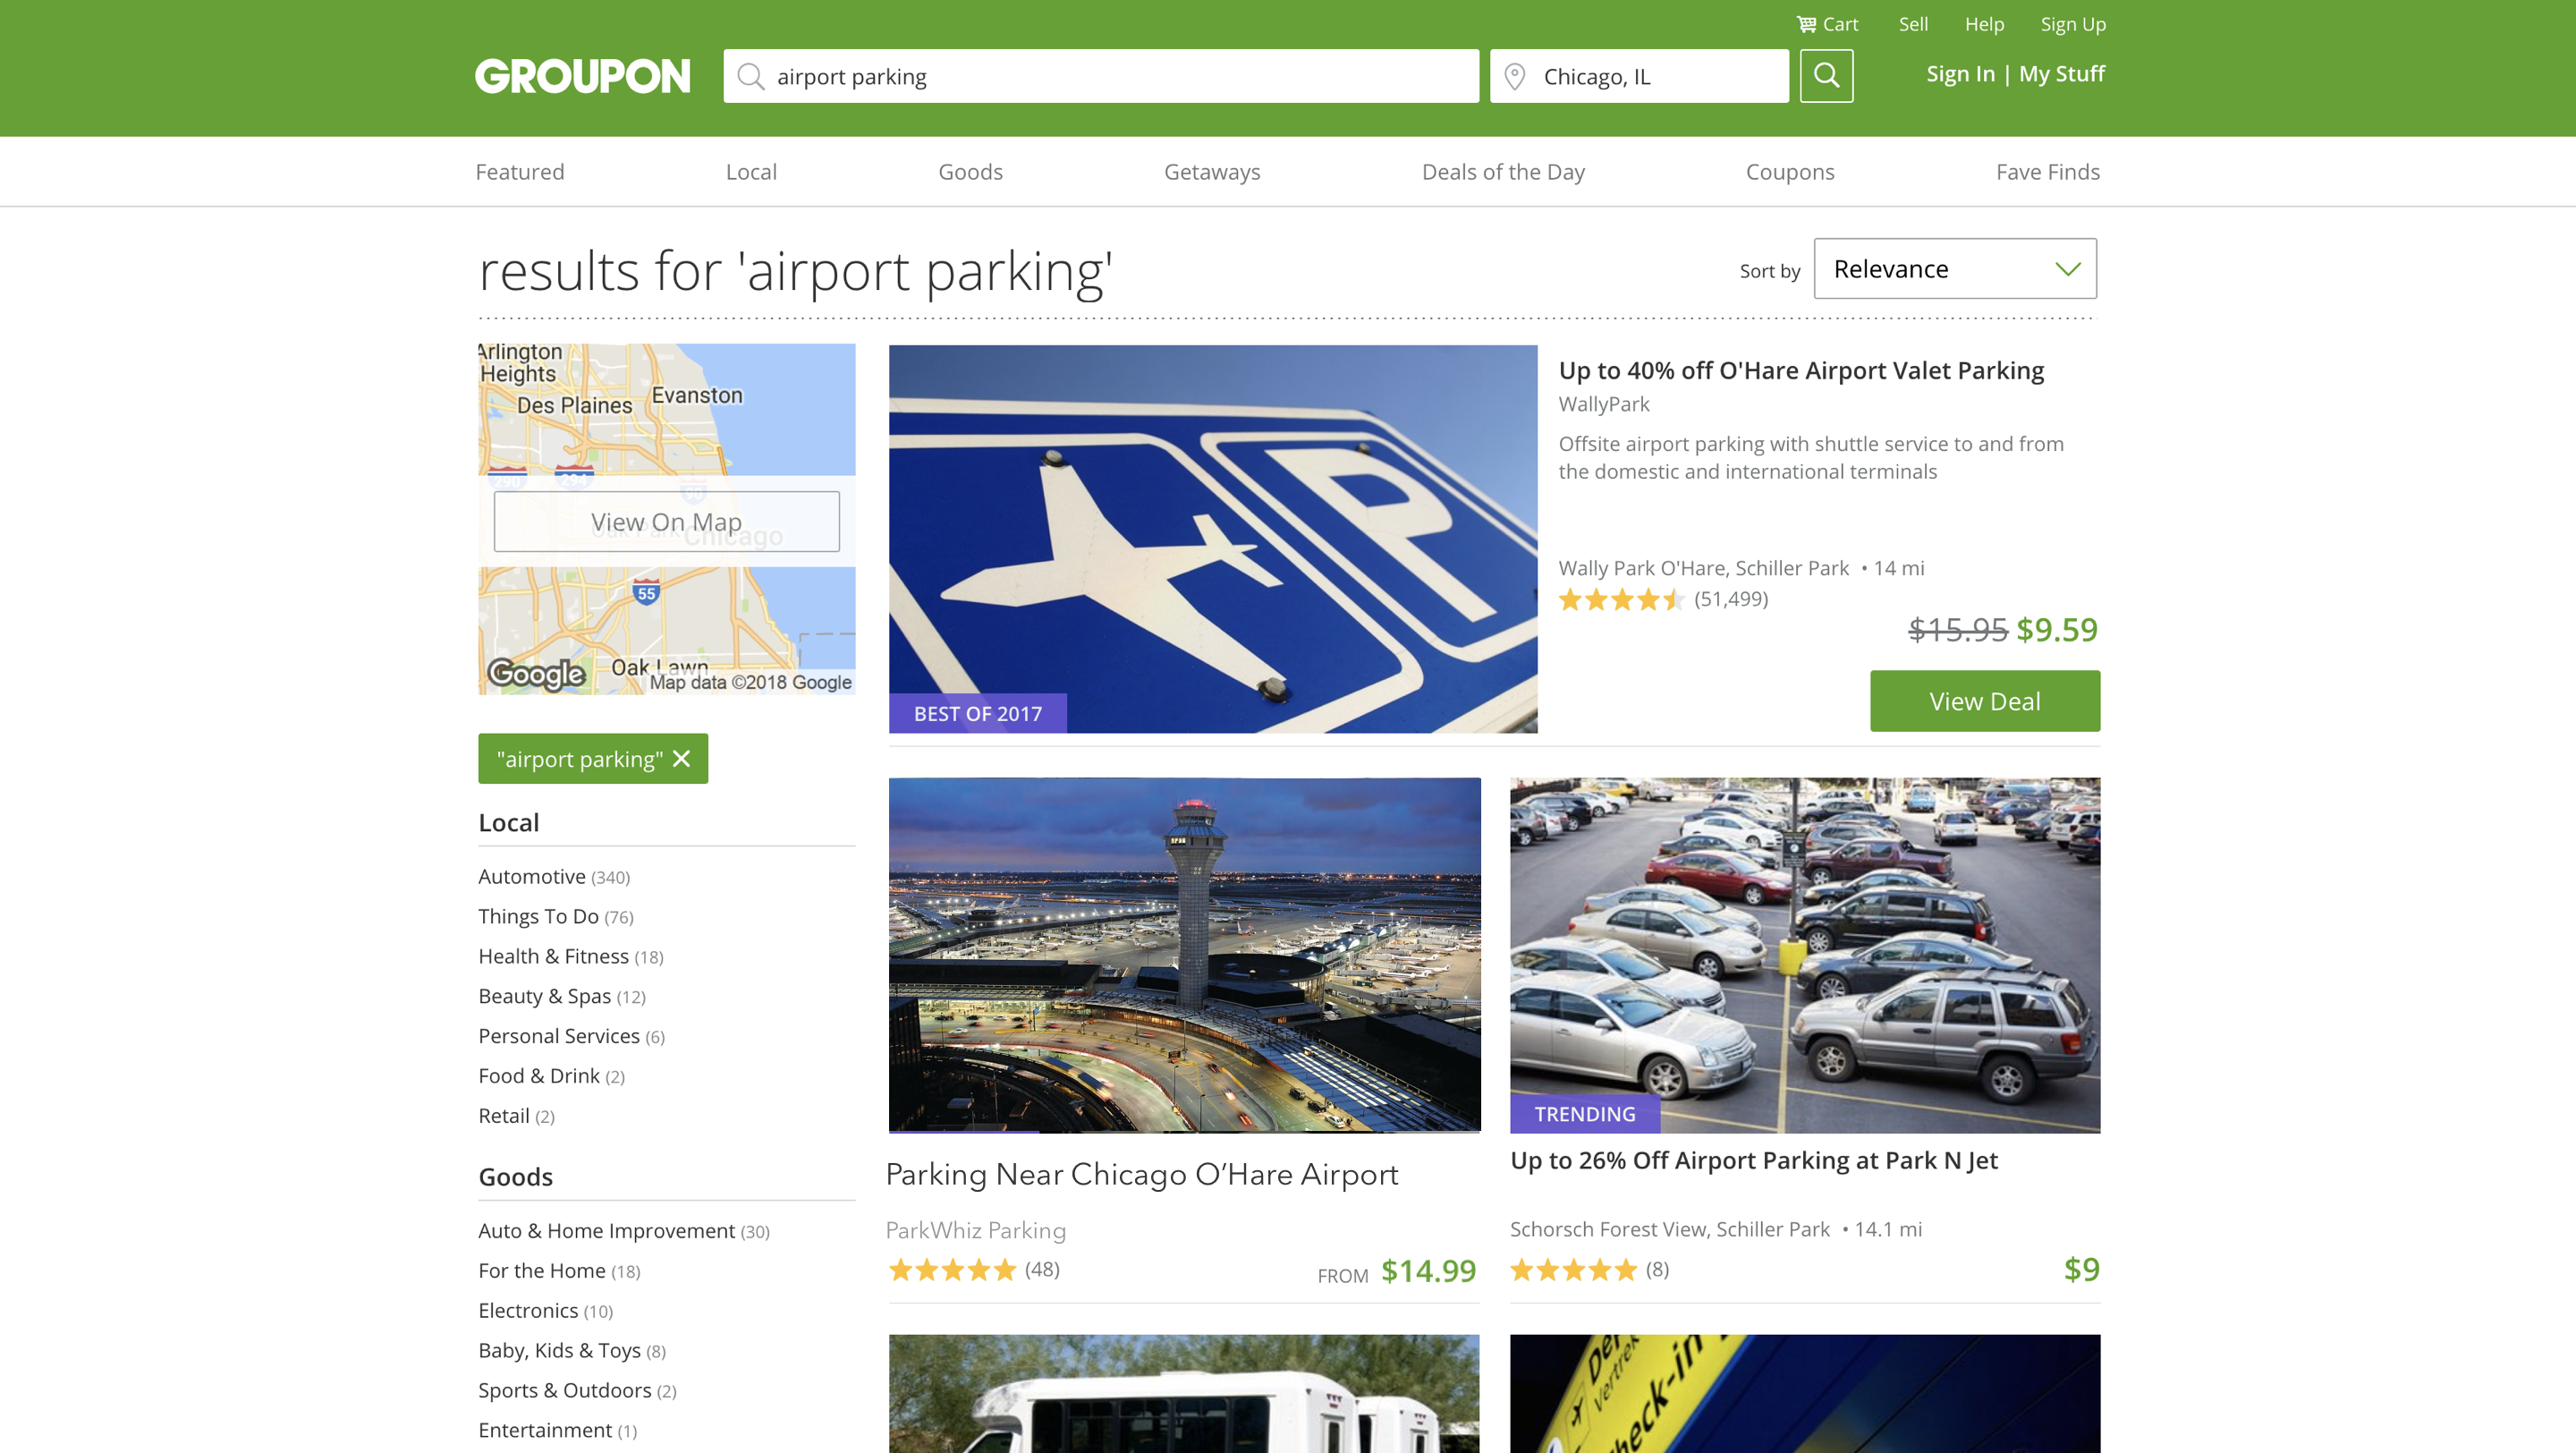 Cart Sell Help Sign Up
GROUPON airport parking Chicago, IL Sign In | My Stuff
Featured Local Goods Getaways Deals of the Day Coupons Fave Finds
results for 'airport parking'
Sort by Relevance
Arlington
Heights
Des Plaines Evanston
290 294 90
View On Map
Oak Park Chicago
55
Oak Lawn
Google
Map data ©2018 Google
P
BEST OF 2017
Up to 40% off O'Hare Airport Valet Parking
WallyPark
Offsite airport parking with shuttle service to and from
the domestic and international terminals
Wally Park O'Hare, Schiller Park • 14 mi
(51,499)
$15.95 $9.59
View Deal
"airport parking"
Local
Automotive (340)
Things To Do (76)
Health & Fitness (18)
Beauty & Spas (12)
Personal Services (6)
Food & Drink (2)
Retail (2)
Goods
Auto & Home Improvement (30)
For the Home (18)
Electronics (10)
Baby, Kids & Toys (8)
Sports & Outdoors (2)
Entertainment (1)
Parking Near Chicago O’Hare Airport
ParkWhiz Parking
(48)
FROM $14.99
TRENDING
Up to 26% Off Airport Parking at Park N Jet
Schorsch Forest View, Schiller Park • 14.1 mi
(8)
$9